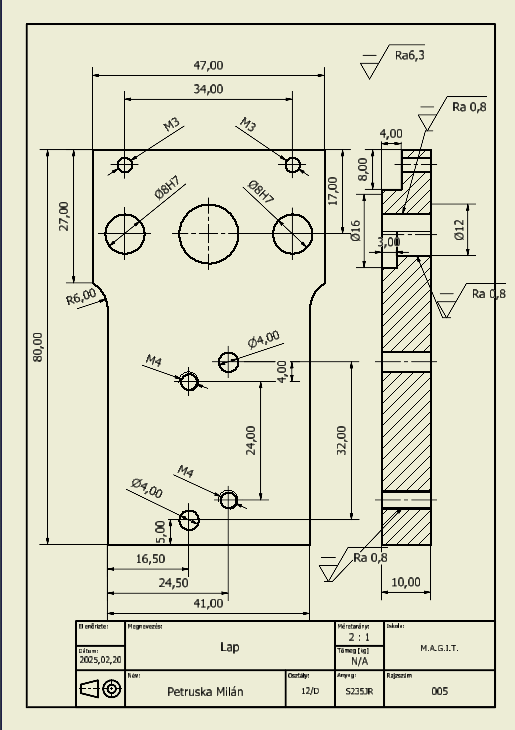 47,00
Ra6,3
34,00
Ra 0,8
M3
M3
4,00
8,00
Ø8H7
Ø8H7
17,00
27,00
Ø16
3,00
Ø12
R6,00
Ra 0,8
80,00
Ø4,00
M4
4,00
24,00
32,00
M4
Ø4,00
5,00
Ra 0,8
16,50
24,50
10,00
41,00
Ellenőrizte:
Megnevezés:
Méretarány:
Iskola:
2 : 1
Lap
M.A.G.I.T.
Dátum:
Tömeg [kg]
2025,02,20
N/A
Név:
Osztály:
Anyag:
Rajzszám
Petruska Milán
12/D
S235JR
005